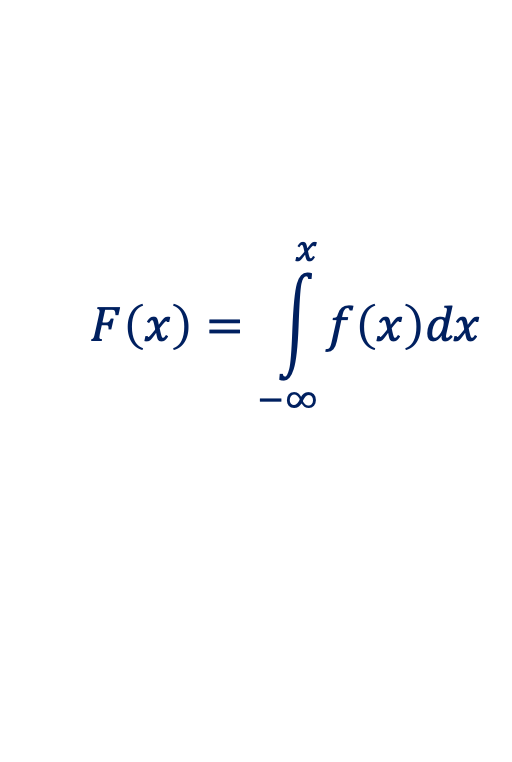 F(x) = ∫_{-∞}^{x} f(x)dx